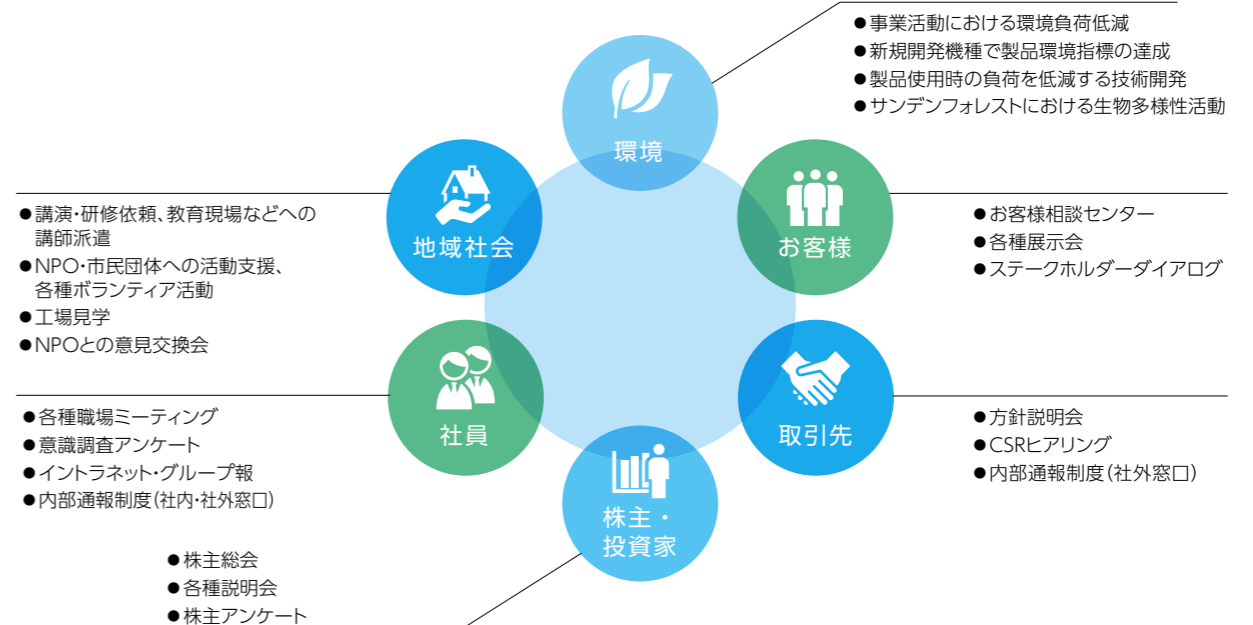 環境
●事業活動における環境負荷低減
●新規開発機種で製品環境指標の達成
●製品使用時の負荷を低減する技術開発
●サンデンフォレストにおける生物多様性活動
お客様
●お客様相談センター
●各種展示会
●ステークホルダーダイアログ
取引先
●方針説明会
●CSRヒアリング
●内部通報制度(社外窓口)
株主・
投資家
●株主総会
●各種説明会
●株主アンケート
社員
●各種職場ミーティング
●意識調査アンケート
●イントラネット・グループ報
●内部通報制度(社内・社外窓口)
地域社会
●講演・研修依頼、教育現場などへの
講師派遣
●NPO・市民団体への活動支援、
各種ボランティア活動
●工場見学
●NPOとの意見交換会